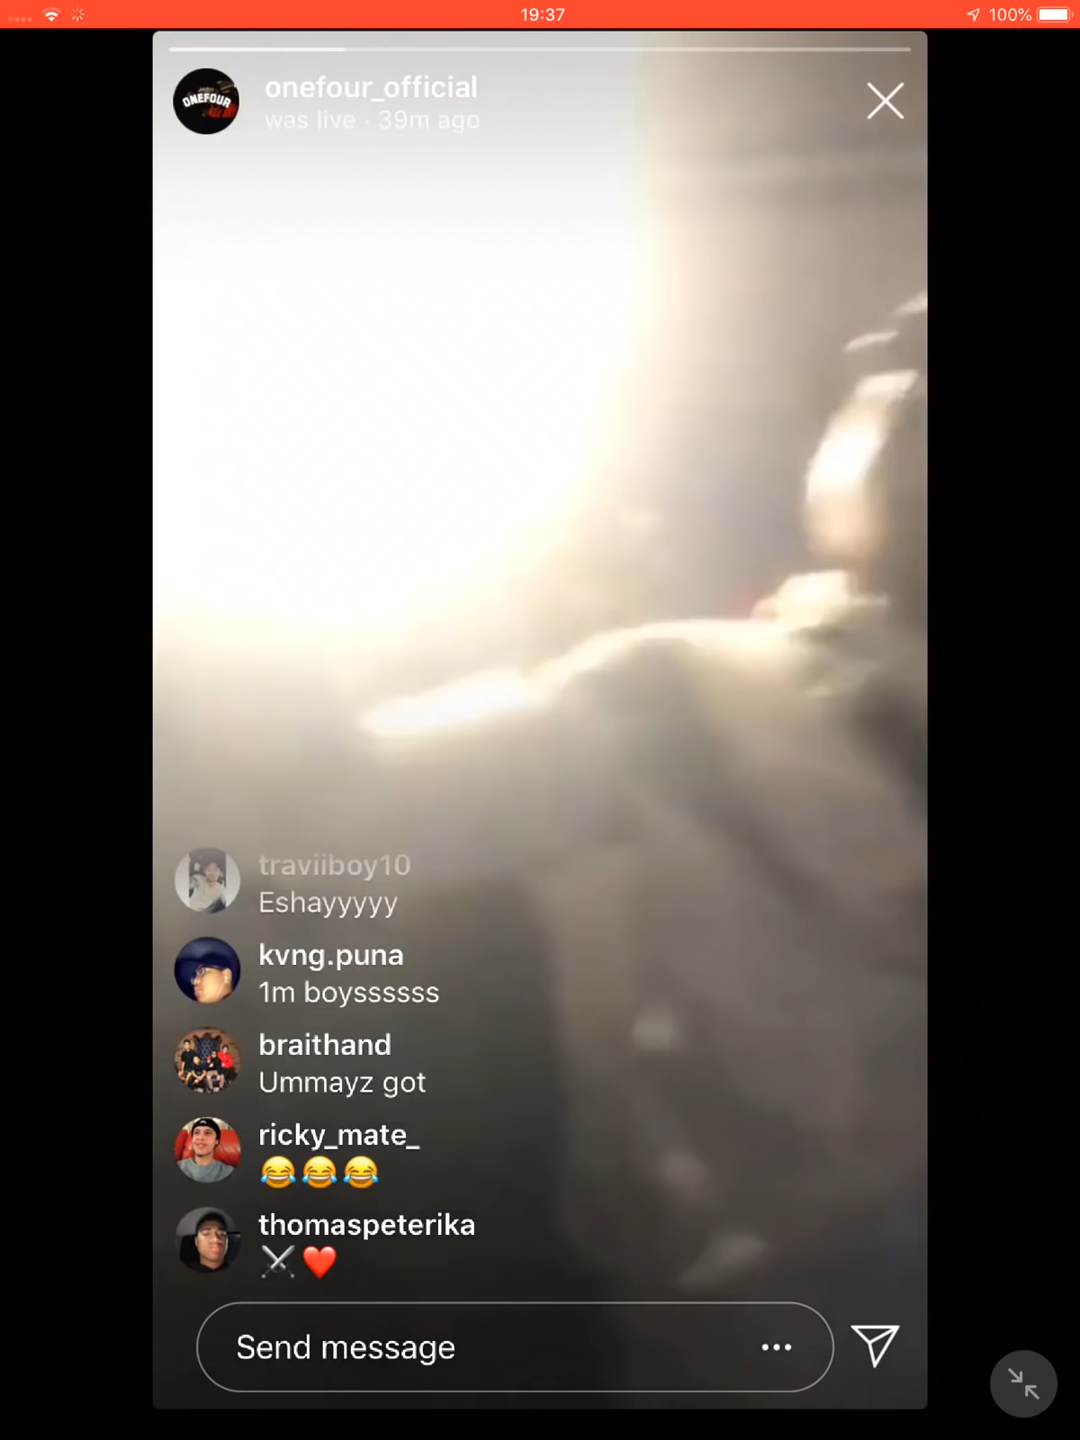 19:37
100%
ONEFOUR
onefour_official
was live · 39m ago
traviiboy10
Eshayyyyy
kvng.puna
1m boyssssss
braithand
Ummayz got
ricky_mate_
😂😂😂
thomaspeterika
⚔️❤️
Send message